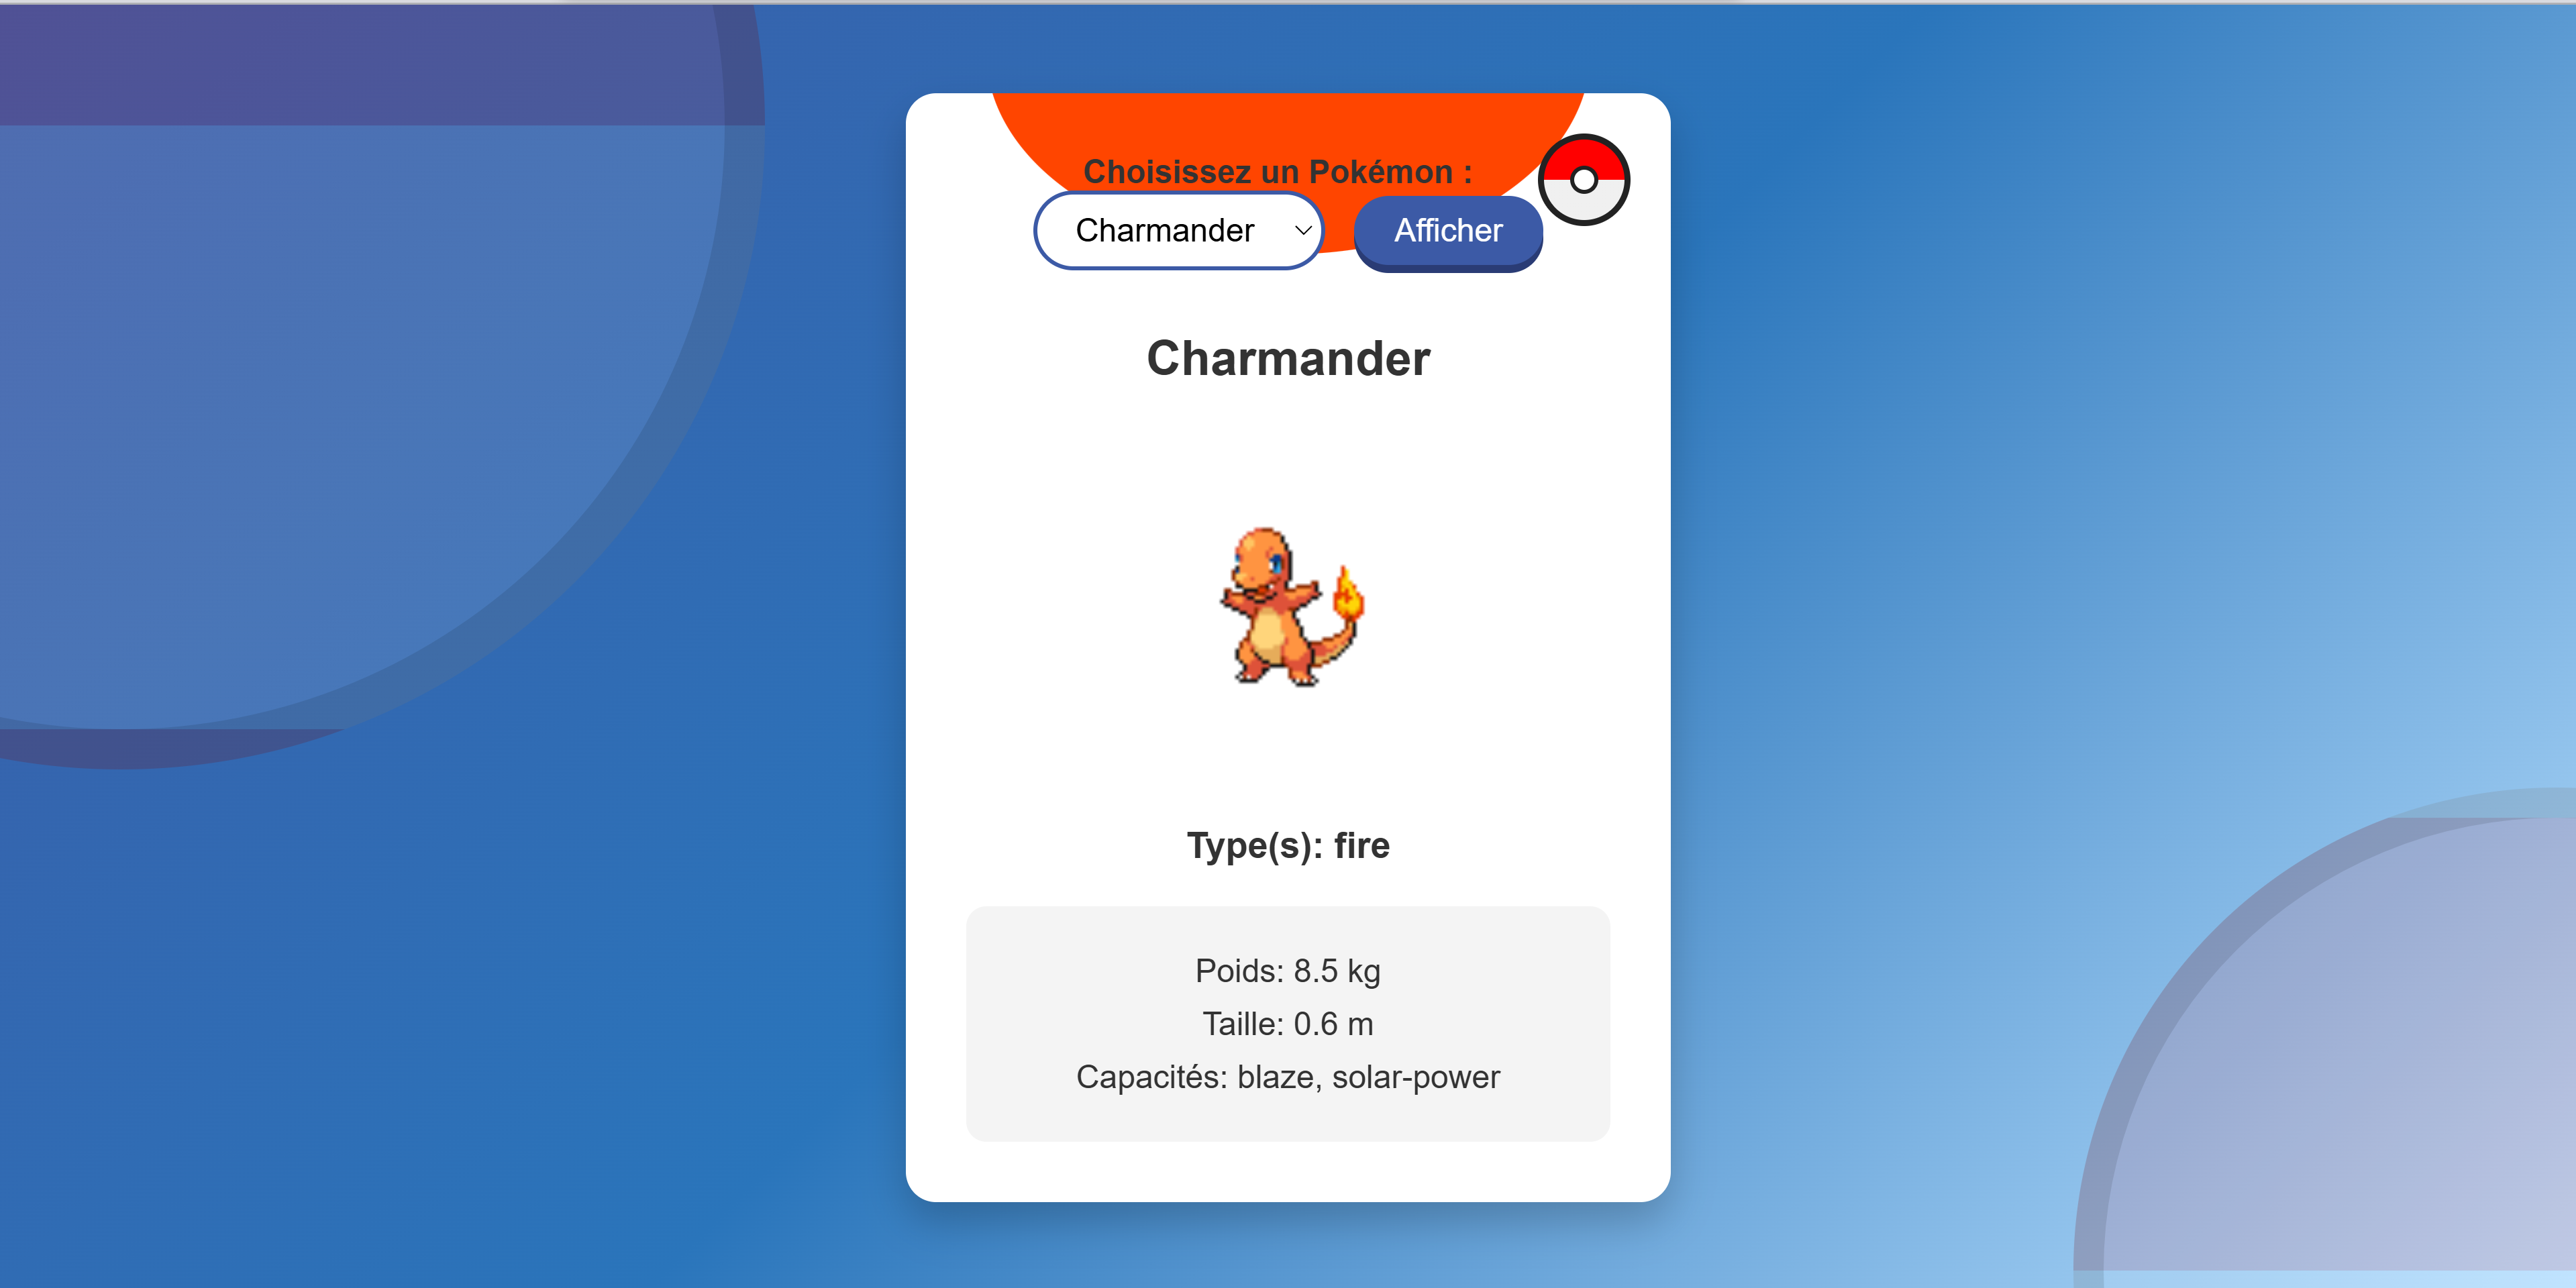 Choisissez un Pokémon :
Charmander
Afficher
Charmander
Type(s): fire
Poids: 8.5 kg
Taille: 0.6 m
Capacités: blaze, solar-power